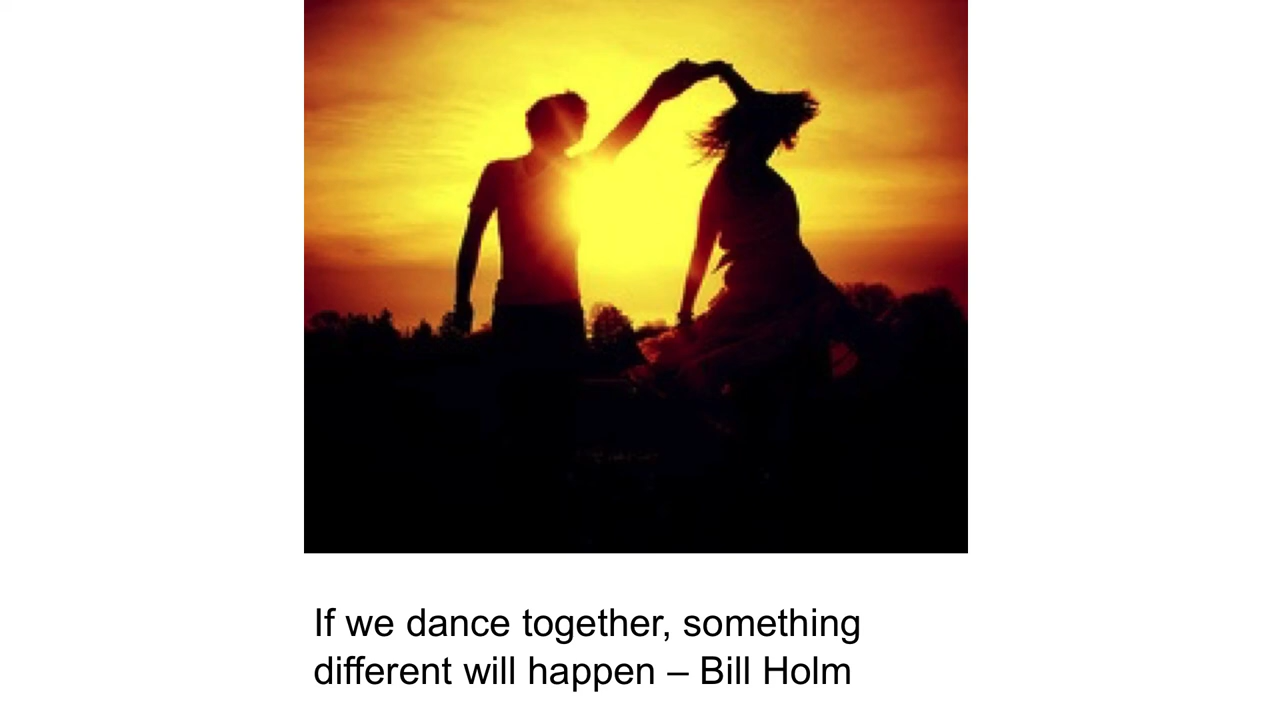 If we dance together, something
different will happen – Bill Holm